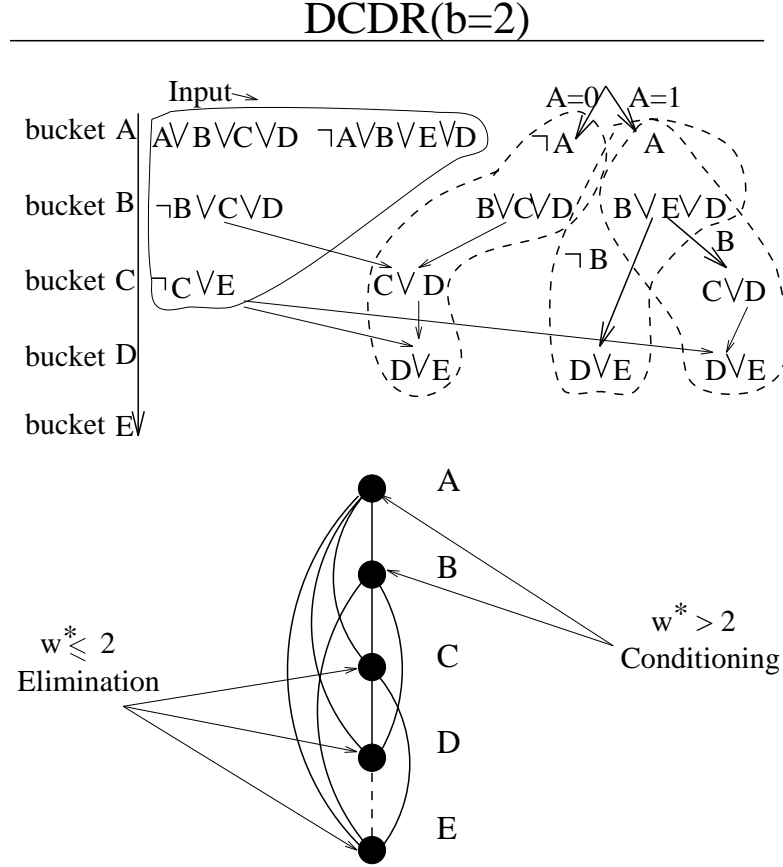 DCDR(b=2)
Input
A=0 A=1
bucket A A∨B∨C∨D ¬A∨B∨E∨D ¬A A
bucket B ¬B∨C∨D B∨C∨D B∨E∨D
¬B B
bucket C ¬C∨E C∨D C∨D
bucket D D∨E D∨E D∨E
bucket E
A
B
w* > 2
Conditioning
w* ≤ 2
Elimination
C
D
E